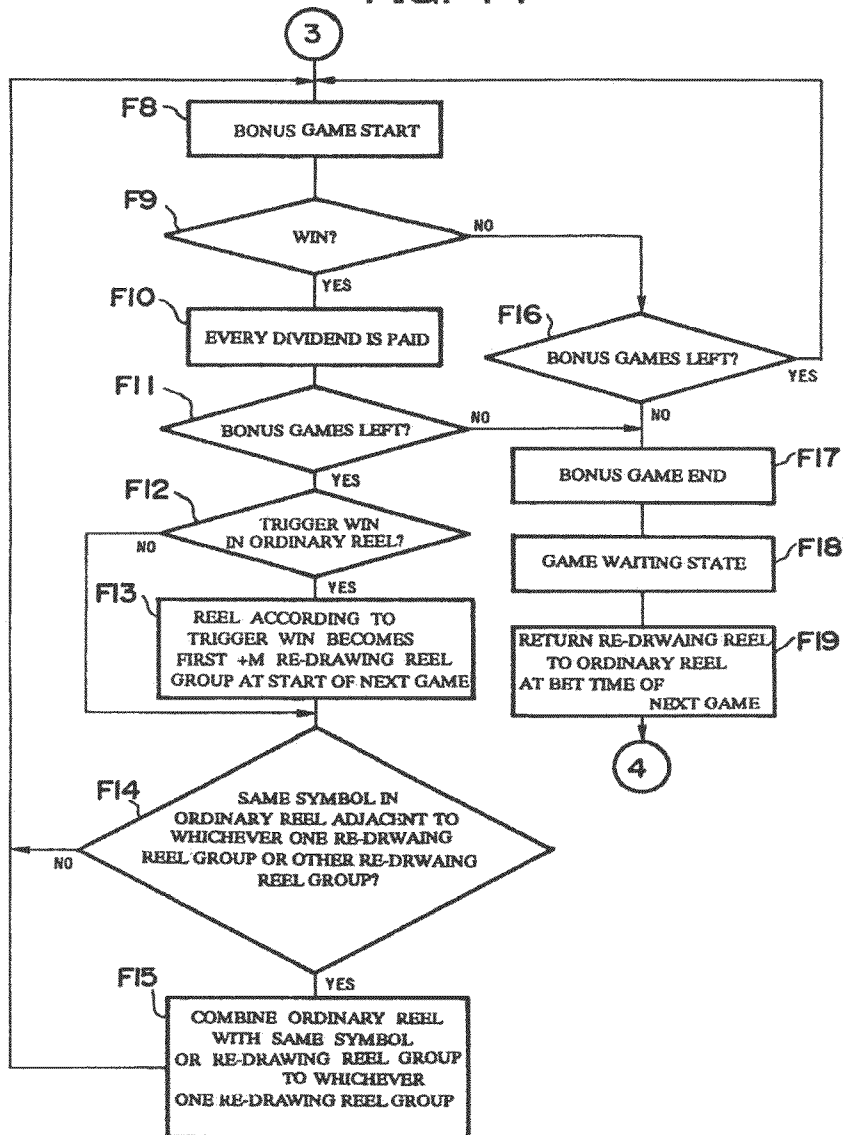 3
F8
BONUS GAME START
F9
WIN?
NO
YES
F10
EVERY DIVIDEND IS PAID
F16
BONUS GAMES LEFT?
YES
NO
F11
BONUS GAMES LEFT?
NO
YES
F17
BONUS GAME END
F12
TRIGGER WIN
IN ORDINARY REEL?
NO
YES
F18
GAME WAITING STATE
F13
REEL ACCORDING TO
TRIGGER WIN BECOMES
FIRST +M RE-DRAWING REEL
GROUP AT START OF NEXT GAME
F19
RETURN RE-DRWAING REEL
TO ORDINARY REEL
AT BET TIME OF
NEXT GAME
4
F14
SAME SYMBOL IN
ORDINARY REEL ADJACENT TO
WHICHEVER ONE RE-DRWAING
REEL GROUP OR OTHER RE-DRWAING
REEL GROUP?
NO
YES
F15
COMBINE ORDINARY REEL
WITH SAME SYMBOL
OR RE-DRAWING REEL GROUP
TO WHICHEVER
ONE RE-DRAWING REEL GROUP